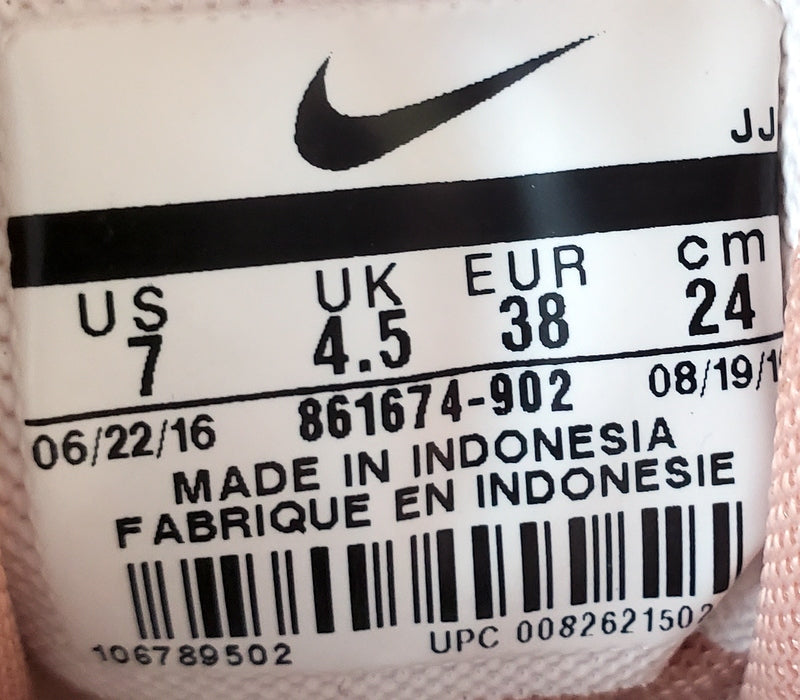 JJ
US UK EUR cm
7 4.5 38 24
06/22/16 861674-902 08/19/1
MADE IN INDONESIA
FABRIQUE EN INDONESIE
106789502 UPC 0082621502